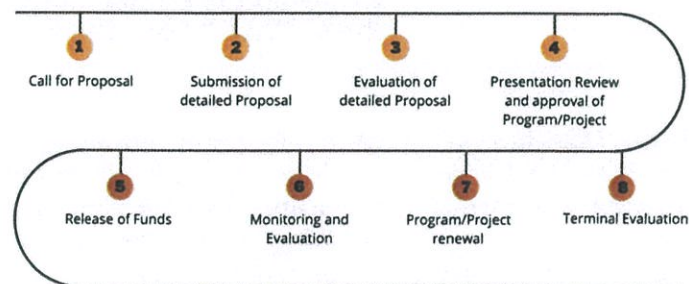 1
Call for Proposal
2
Submission of
detailed Proposal
3
Evaluation of
detailed Proposal
4
Presentation Review
and approval of
Program/Project
5
Release of Funds
6
Monitoring and
Evaluation
7
Program/Project
renewal
8
Terminal Evaluation